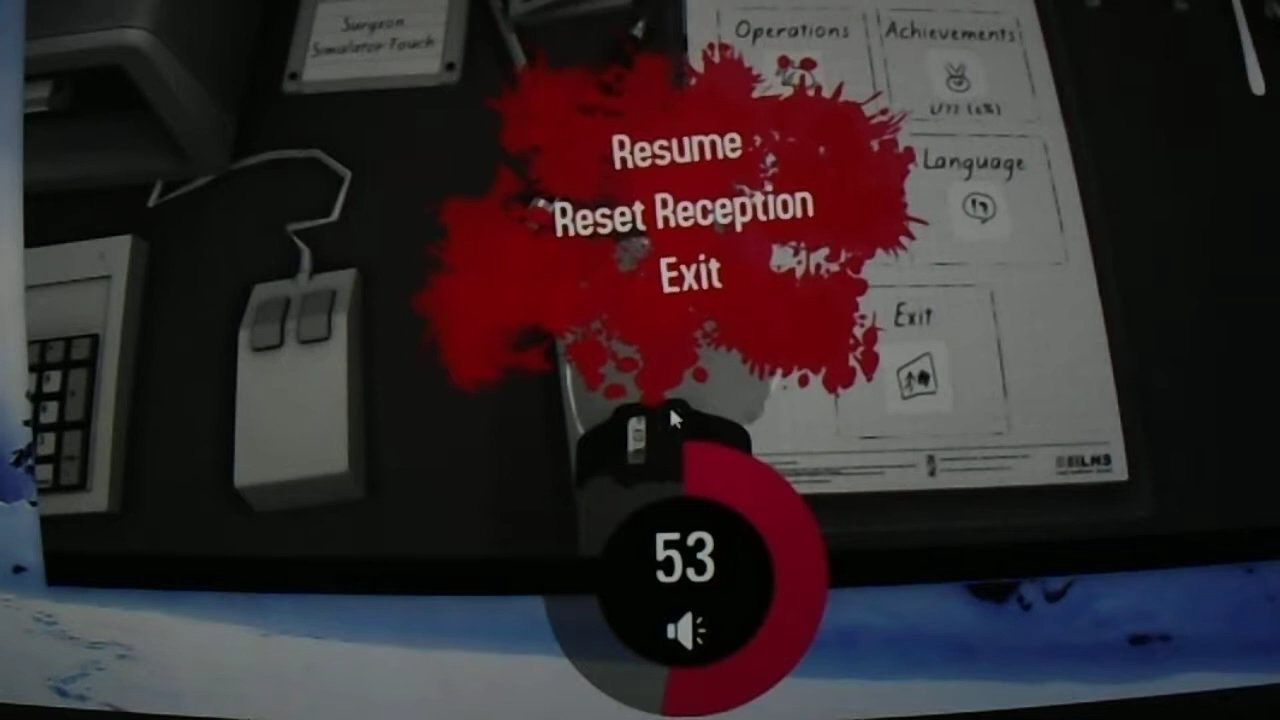 Surgeon
Simulator Touch
Operations
Achievements
Language
Exit
Resume
Reset Reception
Exit
53